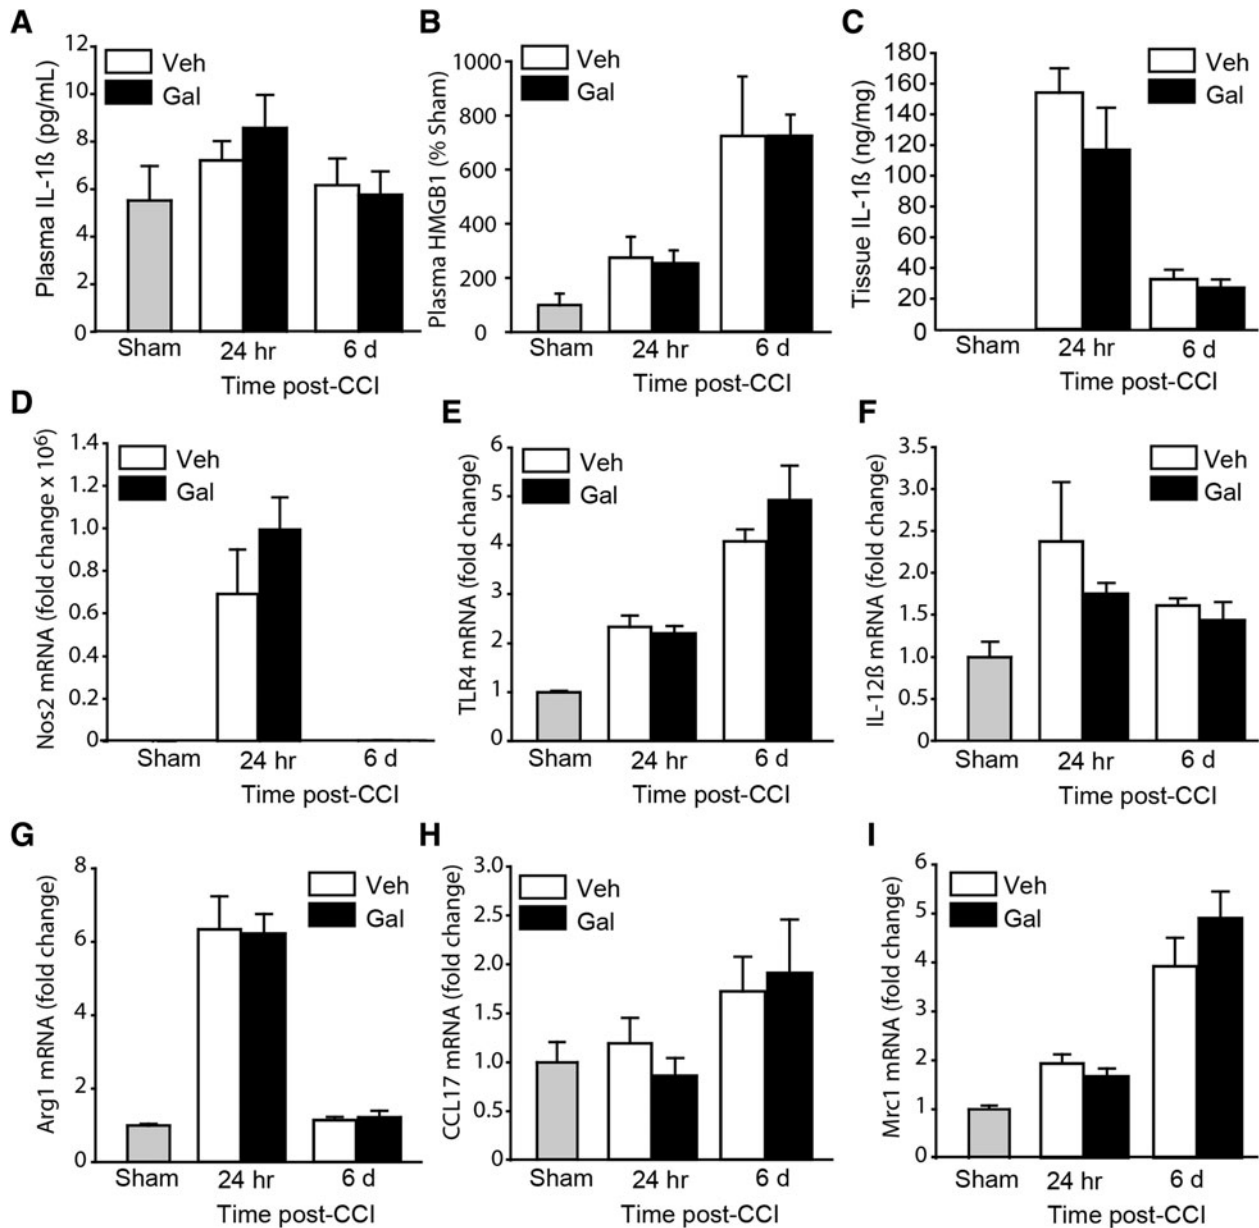 A
Plasma IL-1ß (pg/mL)
12
10
8
6
4
2
0
Veh
Gal
Sham
24 hr
6 d
Time post-CCI
B
Plasma HMGB1 (% Sham)
1000
800
600
400
200
0
Veh
Gal
Sham
24 hr
6 d
Time post-CCI
C
Tissue IL-1ß (ng/mg)
180
160
140
120
100
80
60
40
20
0
Veh
Gal
Sham
24 hr
6 d
Time post-CCI
D
Nos2 mRNA (fold change x 10⁶)
1.4
1.2
1.0
0.8
0.6
0.4
0.2
0
Veh
Gal
Sham
24 hr
6 d
Time post-CCI
E
TLR4 mRNA (fold change)
6
5
4
3
2
1
0
Veh
Gal
Sham
24 hr
6 d
Time post-CCI
F
IL-12ß mRNA (fold change)
3.5
3.0
2.5
2.0
1.5
1.0
0.5
0
Veh
Gal
Sham
24 hr
6 d
Time post-CCI
G
Arg1 mRNA (fold change)
8
6
4
2
0
Veh
Gal
Sham
24 hr
6 d
Time post-CCI
H
CCL17 mRNA (fold change)
3.0
2.5
2.0
1.5
1.0
0.5
0
Veh
Gal
Sham
24 hr
6 d
Time post-CCI
I
Mrc1 mRNA (fold change)
6
5
4
3
2
1
0
Veh
Gal
Sham
24 hr
6 d
Time post-CCI